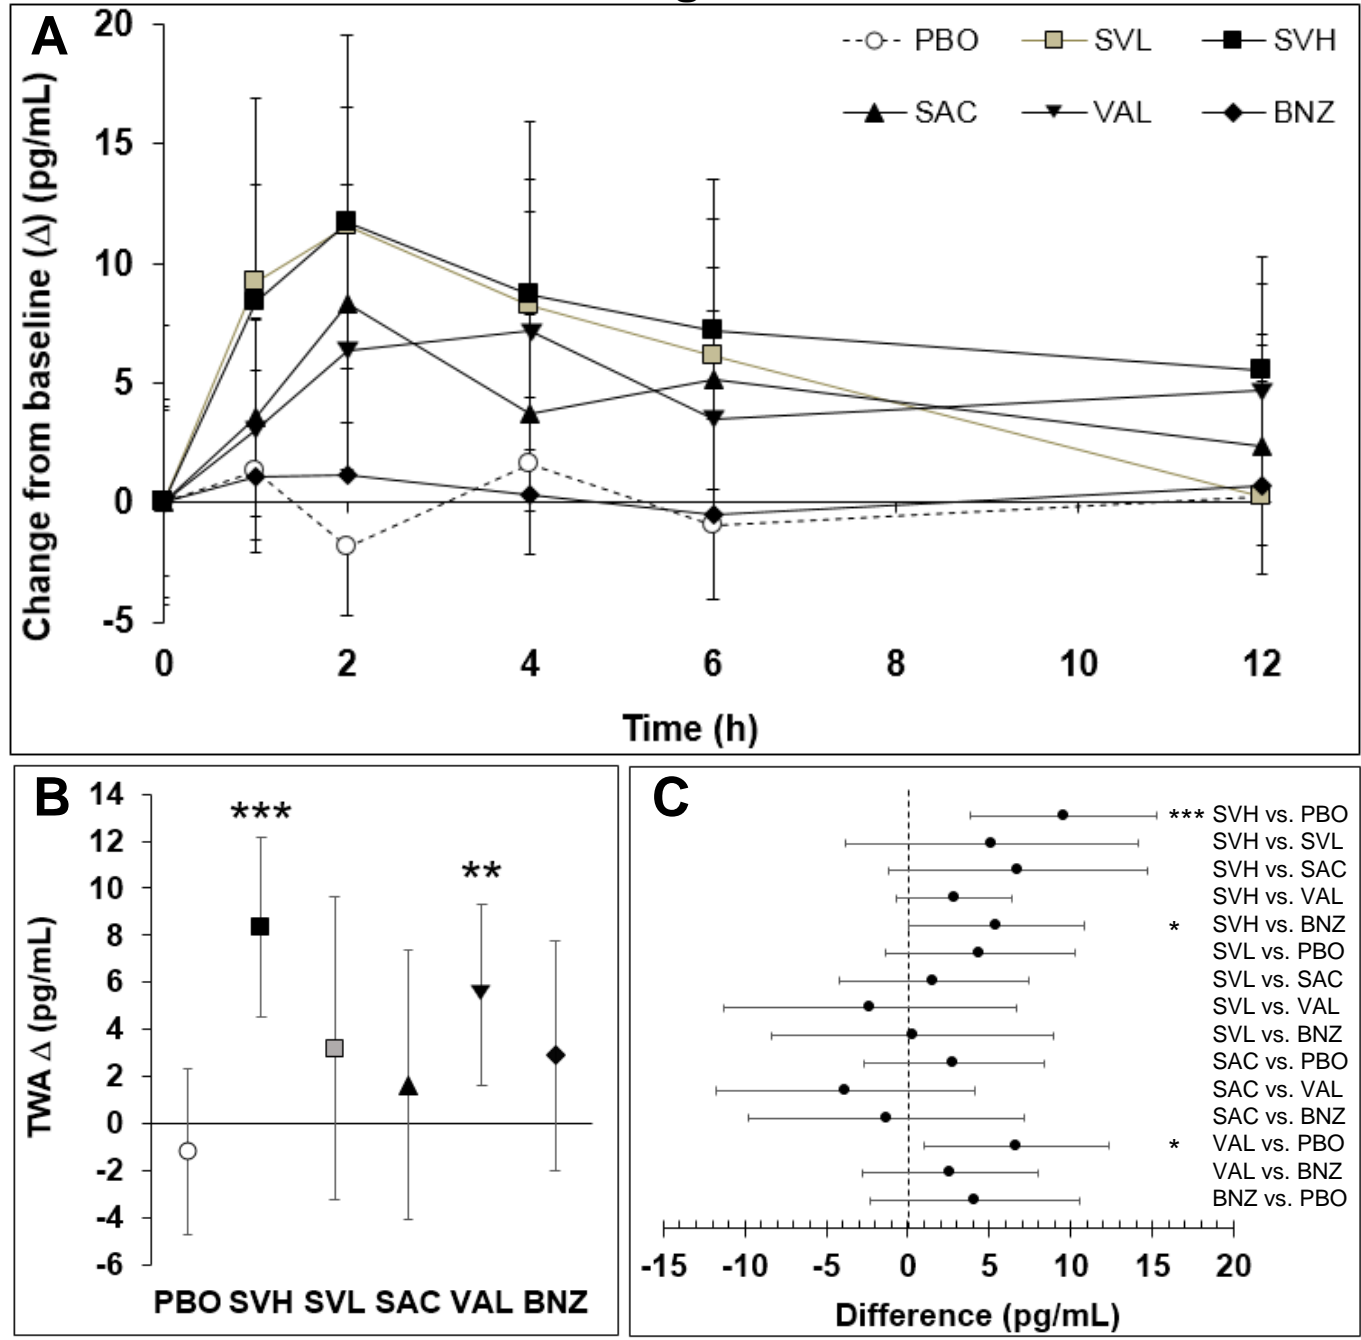 A
20
15
10
5
0
-5
Change from baseline (Δ) (pg/mL)
PBO SVL SVH
SAC VAL BNZ
0 2 4 6 8 10 12
Time (h)
B
14
12
10
8
6
4
2
0
-2
-4
-6
TWA Δ (pg/mL)
***
**
PBO SVH SVL SAC VAL BNZ
C
*** SVH vs. PBO
SVH vs. SVL
SVH vs. SAC
SVH vs. VAL
* SVH vs. BNZ
SVL vs. PBO
SVL vs. SAC
SVL vs. VAL
SVL vs. BNZ
SAC vs. PBO
SAC vs. VAL
SAC vs. BNZ
* VAL vs. PBO
VAL vs. BNZ
BNZ vs. PBO
-15 -10 -5 0 5 10 15 20
Difference (pg/mL)